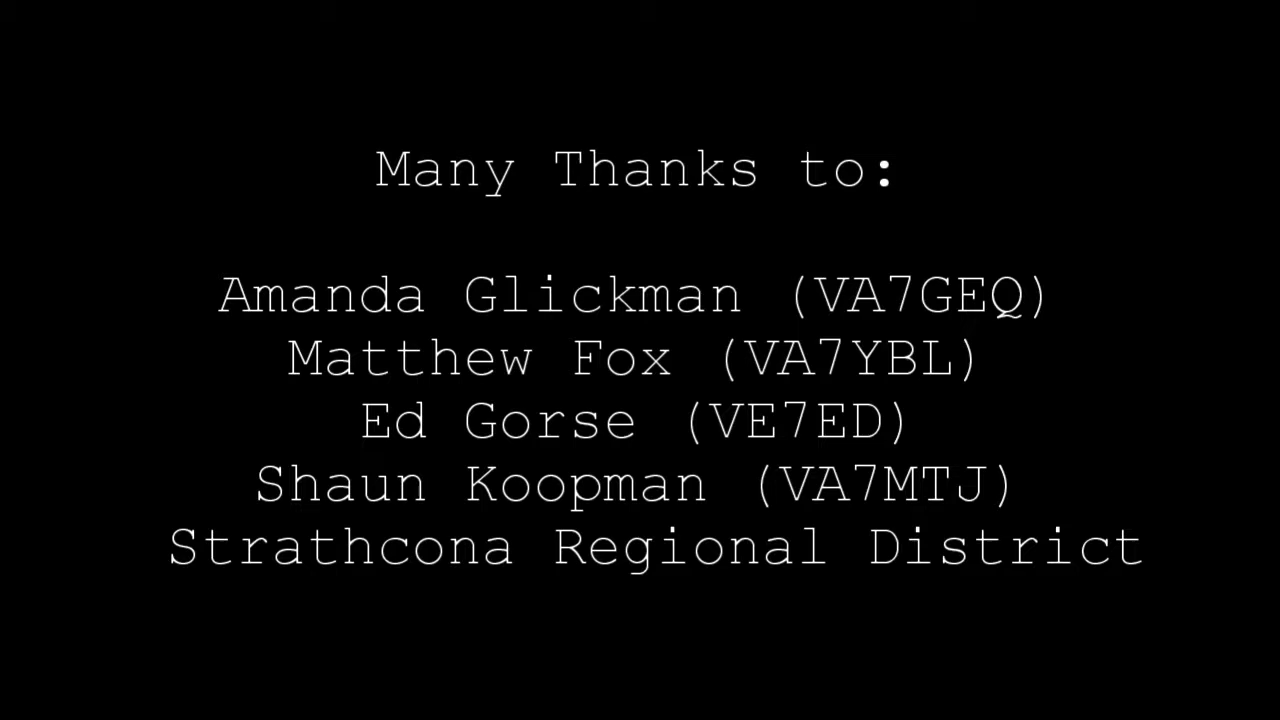 Many Thanks to:
Amanda Glickman (VA7GEQ)
Matthew Fox (VA7YBL)
Ed Gorse (VE7ED)
Shaun Koopman (VA7MTJ)
Strathcona Regional District